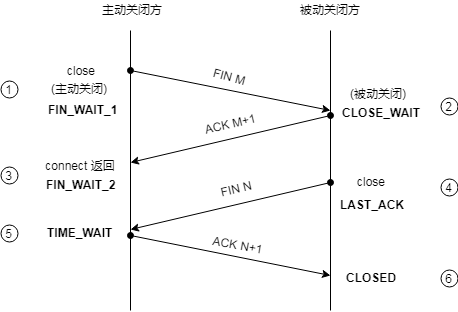 主动关闭方
被动关闭方
close
(主动关闭)
① FIN_WAIT_1
FIN M
(被动关闭)
CLOSE_WAIT ②
ACK M+1
connect 返回
③ FIN_WAIT_2
FIN N
close
LAST_ACK ④
⑤ TIME_WAIT
ACK N+1
CLOSED ⑥